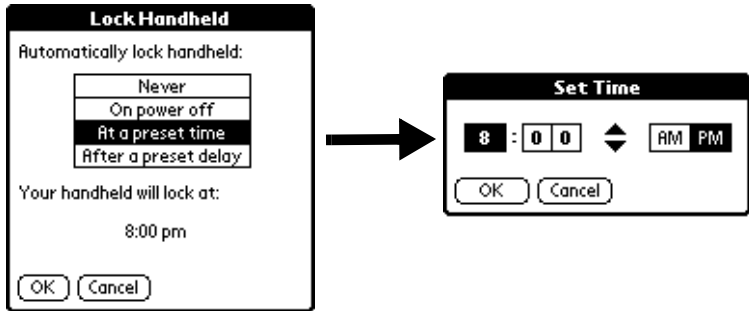 Lock Handheld
Automatically lock handheld:
Never
On power off
At a preset time
After a preset delay
Your handheld will lock at:
8:00 pm
OK Cancel
Set Time
8 : 0 0 AM PM
OK Cancel